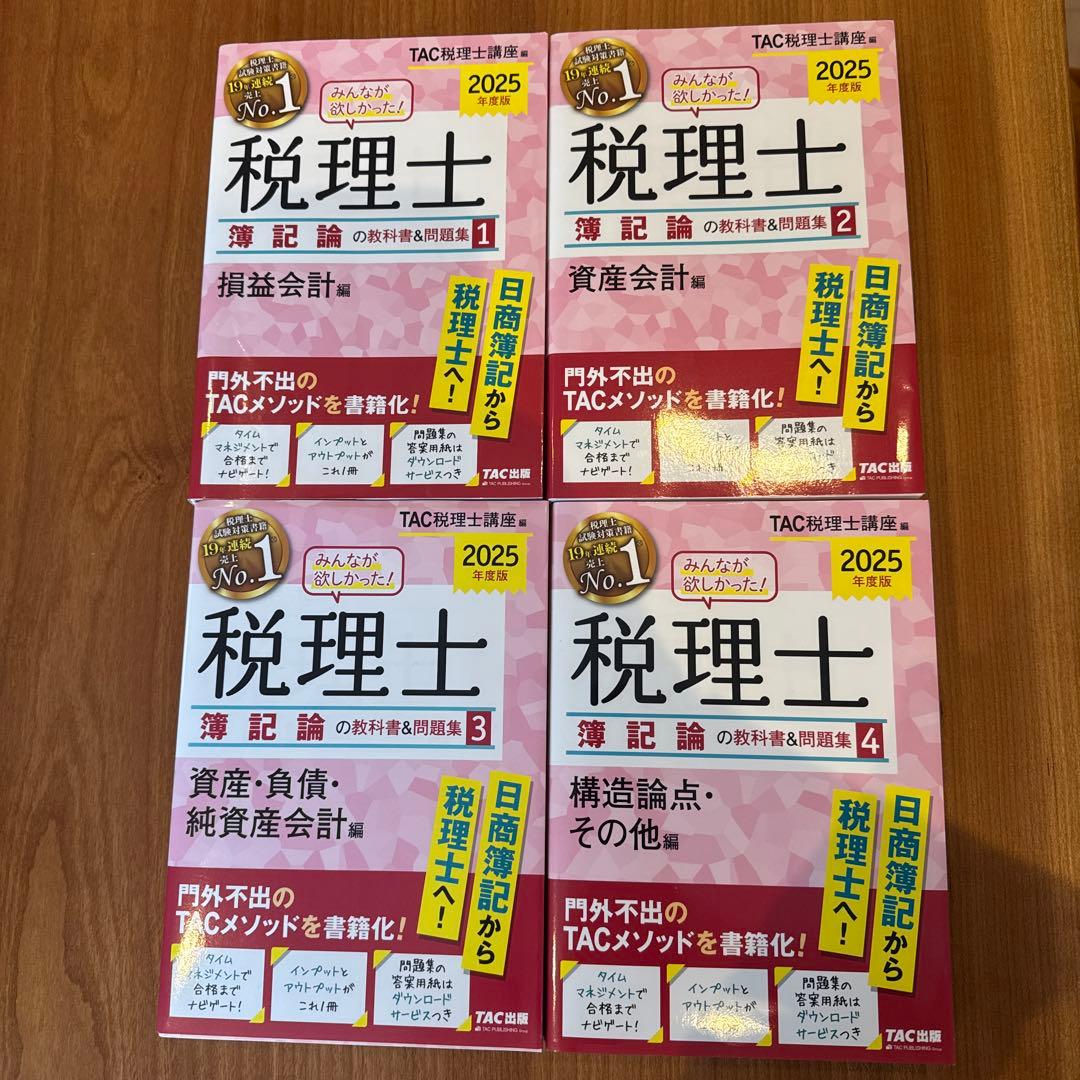 TAC税理士講座 編
税理士
試験対策書籍
19年連続
売上
No.1
みんなが
欲しかった!
2025
年度版
税理士
簿記論の教科書&問題集 1
損益会計編
日商簿記から
税理士へ!
門外不出の
TACメソッドを書籍化!
タイム
マネジメントで
合格まで
ナビゲート!
インプットと
アウトプットが
これ1冊
問題集の
答案用紙は
ダウンロード
サービスつき
TAC出版
TAC PUBLISHING Group
TAC税理士講座 編
税理士
試験対策書籍
19年連続
売上
No.1
みんなが
欲しかった!
2025
年度版
税理士
簿記論の教科書&問題集 2
資産会計編
日商簿記から
税理士へ!
門外不出の
TACメソッドを書籍化!
タイム
マネジメントで
合格まで
ナビゲート!
問題集の
答案用紙は
TAC出版
TAC PUBLISHING Group
TAC税理士講座 編
税理士
試験対策書籍
19年連続
売上
No.1
みんなが
欲しかった!
2025
年度版
税理士
簿記論の教科書&問題集 3
資産・負債・
純資産会計編
日商簿記から
税理士へ!
門外不出の
TACメソッドを書籍化!
タイム
マネジメントで
合格まで
ナビゲート!
インプットと
アウトプットが
これ1冊
問題集の
答案用紙は
ダウンロード
サービスつき
TAC出版
TAC PUBLISHING Group
TAC税理士講座 編
税理士
試験対策書籍
19年連続
売上
No.1
みんなが
欲しかった!
2025
年度版
税理士
簿記論の教科書&問題集 4
構造論点・
その他編
日商簿記から
税理士へ!
門外不出の
TACメソッドを書籍化!
タイム
マネジメントで
合格まで
ナビゲート!
インプットと
アウトプットが
これ1冊
問題集の
答案用紙は
ダウンロード
サービスつき
TAC出版
TAC PUBLISHING Group